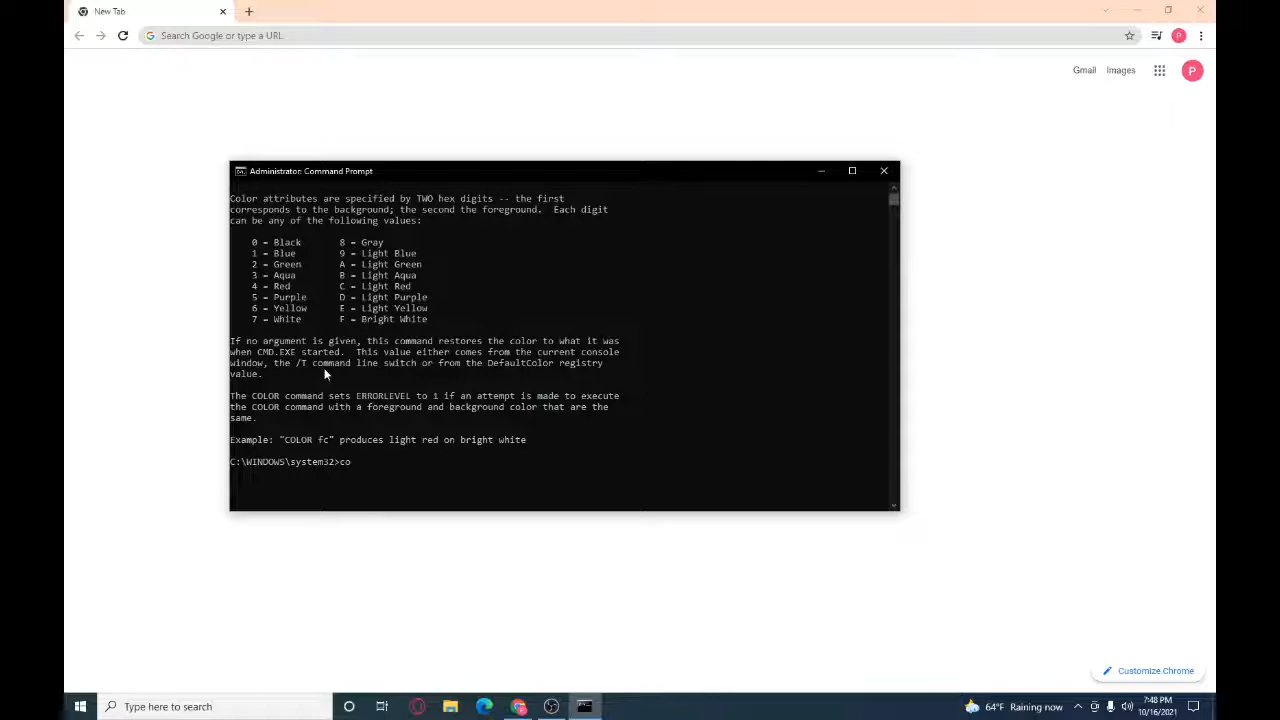 New Tab
Search Google or type a URL
P
Gmail Images
P
Administrator: Command Prompt
Color attributes are specified by TWO hex digits -- the first
corresponds to the background; the second the foreground.  Each digit
can be any of the following values:
0 = Black 8 = Gray
1 = Blue 9 = Light Blue
2 = Green A = Light Green
3 = Aqua B = Light Aqua
4 = Red C = Light Red
5 = Purple D = Light Purple
6 = Yellow E = Light Yellow
7 = White F = Bright White
If no argument is given, this command restores the color to what it was
when CMD.EXE started.  This value either comes from the current console
window, the /T command line switch or from the DefaultColor registry
value.
The COLOR command sets ERRORLEVEL to 1 if an attempt is made to execute
the COLOR command with a foreground and background color that are the
same.
Example: "COLOR fc" produces light red on bright white
C:\WINDOWS\system32>co
Customize Chrome
Type here to search
64°F Raining now
7:48 PM
10/16/2021